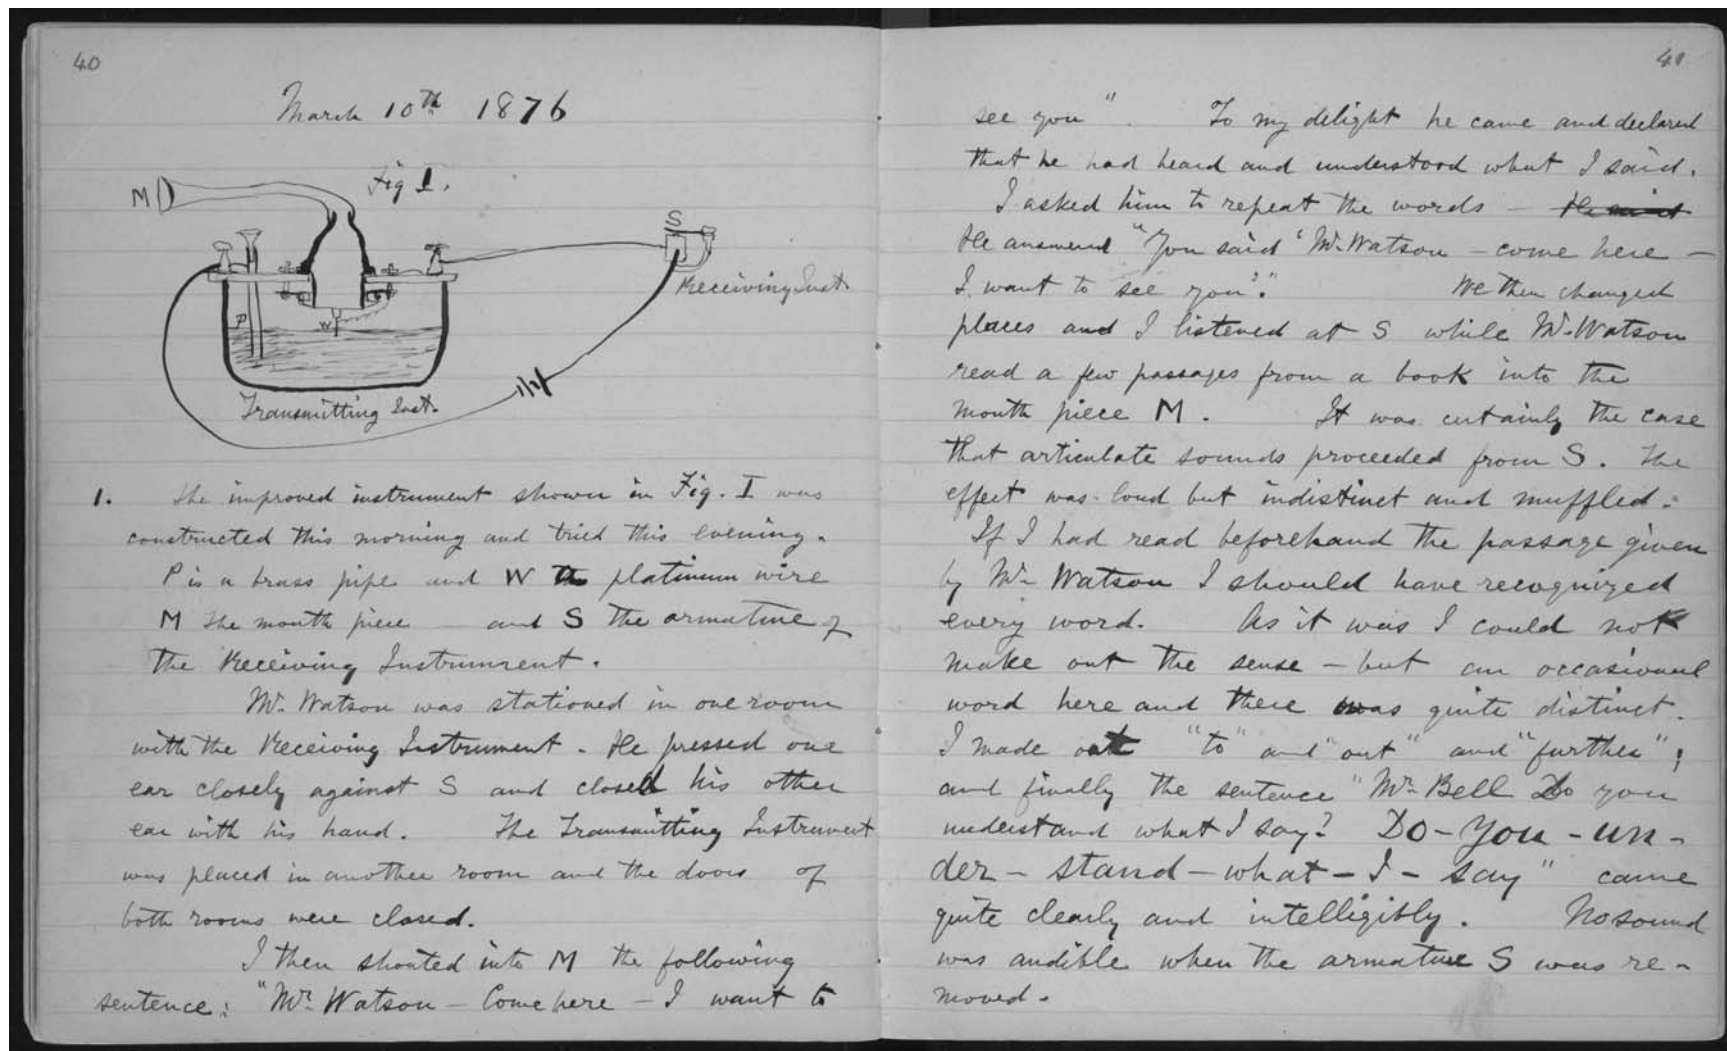 40
March 10th 1876
Fig 1.
M
S
Receiving Inst.
P
W
Transmitting Inst.
1. The improved instrument shown in Fig. I was
constructed this morning and tried this evening.
P is a brass pipe and W the platinum wire
M the mouth piece — and S the armature of
the Receiving Instrument.
Mr. Watson was stationed in one room
with the Receiving Instrument. He pressed one
ear closely against S and closed his other
ear with his hand. The Transmitting Instrument
was placed in another room and the doors of
both rooms were closed.
I then shouted into M the following
sentence: "Mr. Watson — Come here — I want to
41
see you". To my delight he came and declared
that he had heard and understood what I said.
I asked him to repeat the words —
He answered "You said 'Mr. Watson — come here —
I want to see you'." We then changed
places and I listened at S while Mr. Watson
read a few passages from a book into the
mouth piece M. It was certainly the case
that articulate sounds proceeded from S. The
effect was loud but indistinct and muffled.
If I had read beforehand the passage given
by Mr. Watson I should have recognized
every word. As it was I could not
make out the sense — but an occasional
word here and there was quite distinct.
I made out "to" and "out" and "further";
and finally the sentence "Mr. Bell Do you
understand what I say? Do — you — un —
der — stand — what — I — say" came
quite clearly and intelligibly. No sound
was audible when the armature S was re-
moved.